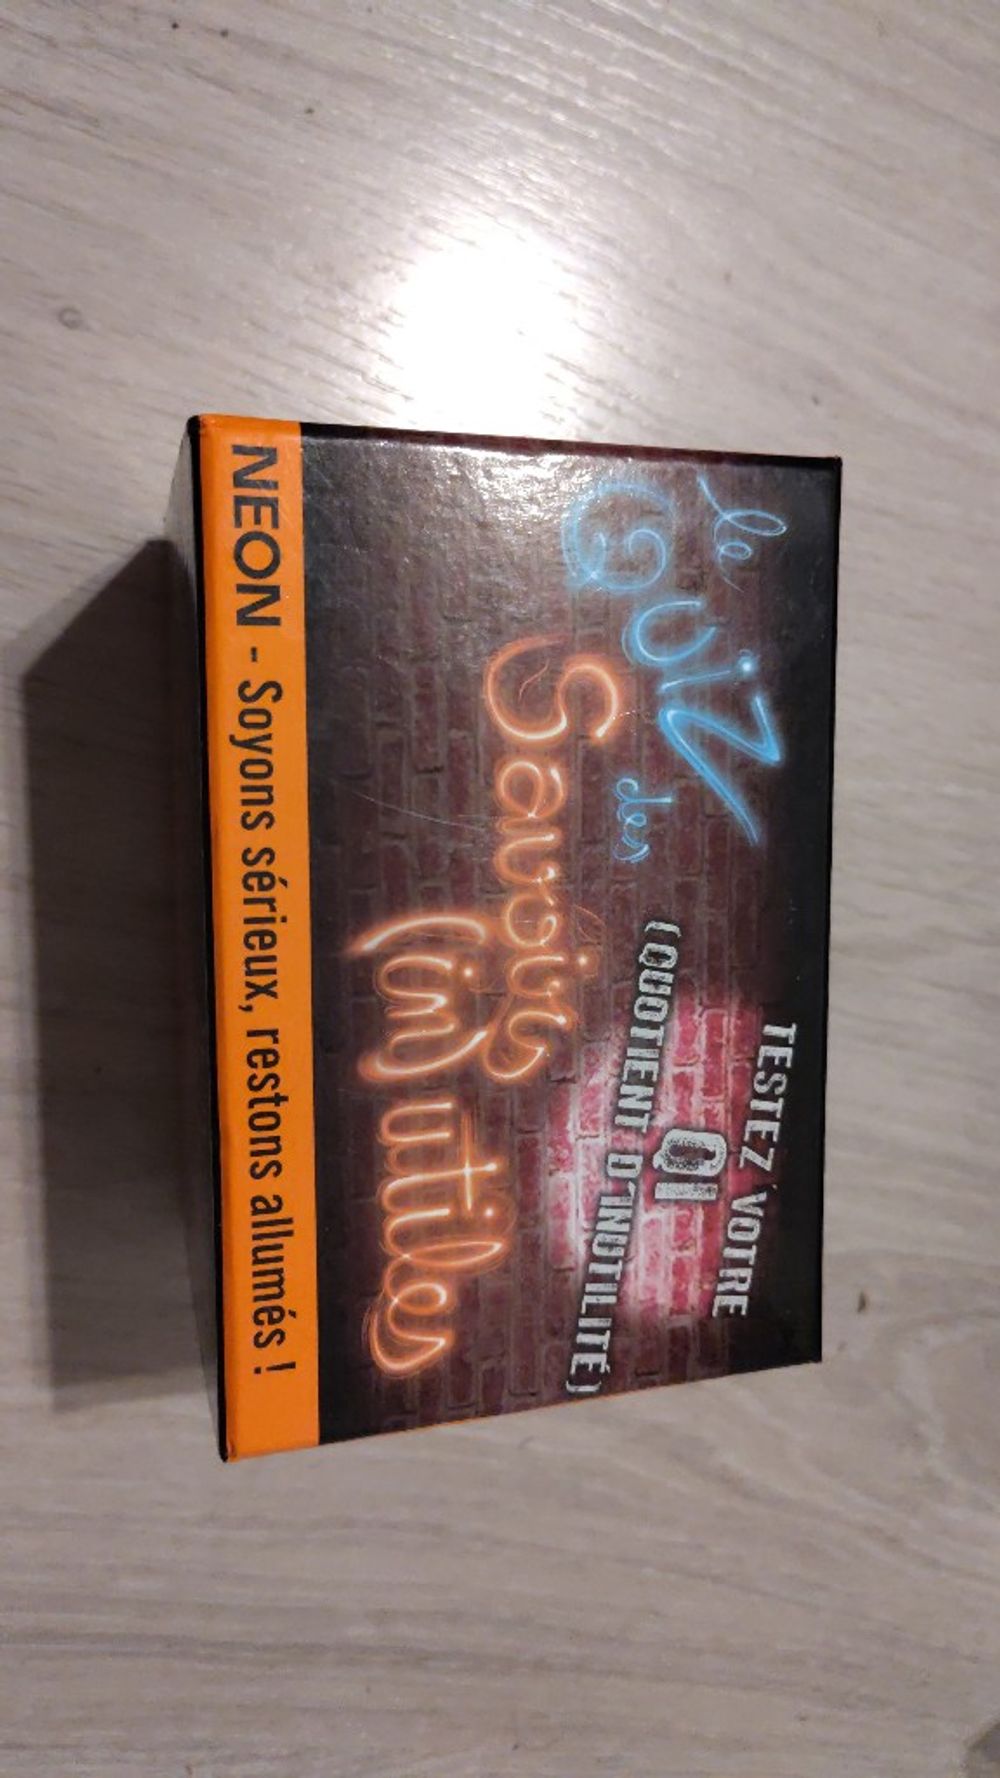 le
QUIZ
des
Savoirs
(in)utiles
TESTEZ VOTRE
QI
(QUOTIENT D'INUTILITÉ)
NEON - Soyons sérieux, restons allumés !